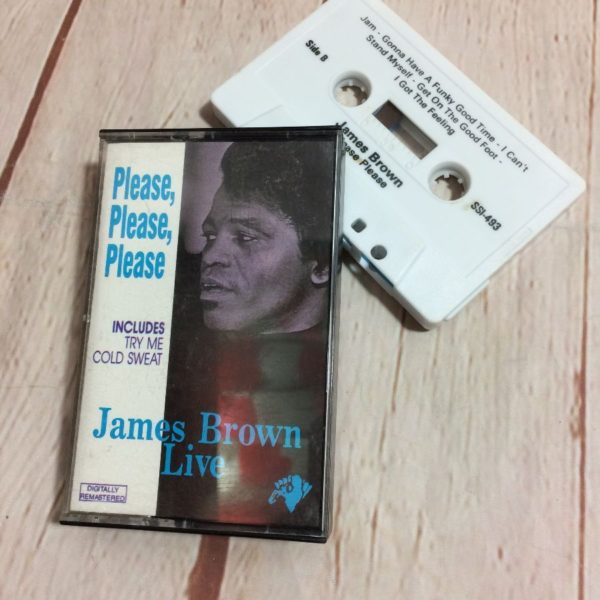 Please,
Please,
Please
INCLUDES
TRY ME
COLD SWEAT
James Brown
Live
DIGITALLY
REMASTERED
Side B
Jam - Gonna Have A Funky Good Time - I Can't
Stand Myself - Get On The Good Foot -
I Got The Feeling
James Brown
Please
SSI-493